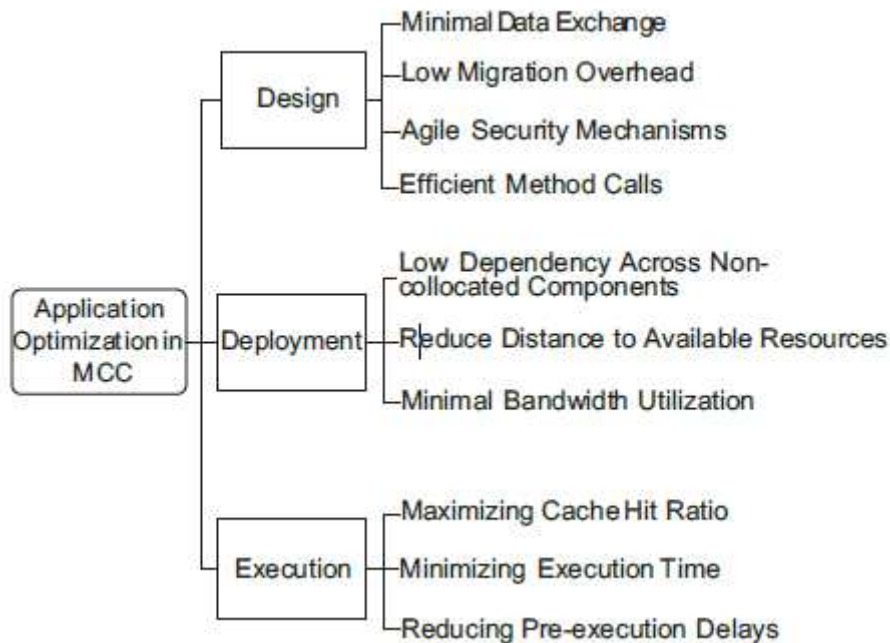 Minimal Data Exchange
Design
Low Migration Overhead
Agile Security Mechanisms
Efficient Method Calls
Application
Optimization in
MCC
Deployment
Low Dependency Across Non-
collocated Components
Reduce Distance to Available Resources
Minimal Bandwidth Utilization
Execution
Maximizing Cache Hit Ratio
Minimizing Execution Time
Reducing Pre-execution Delays